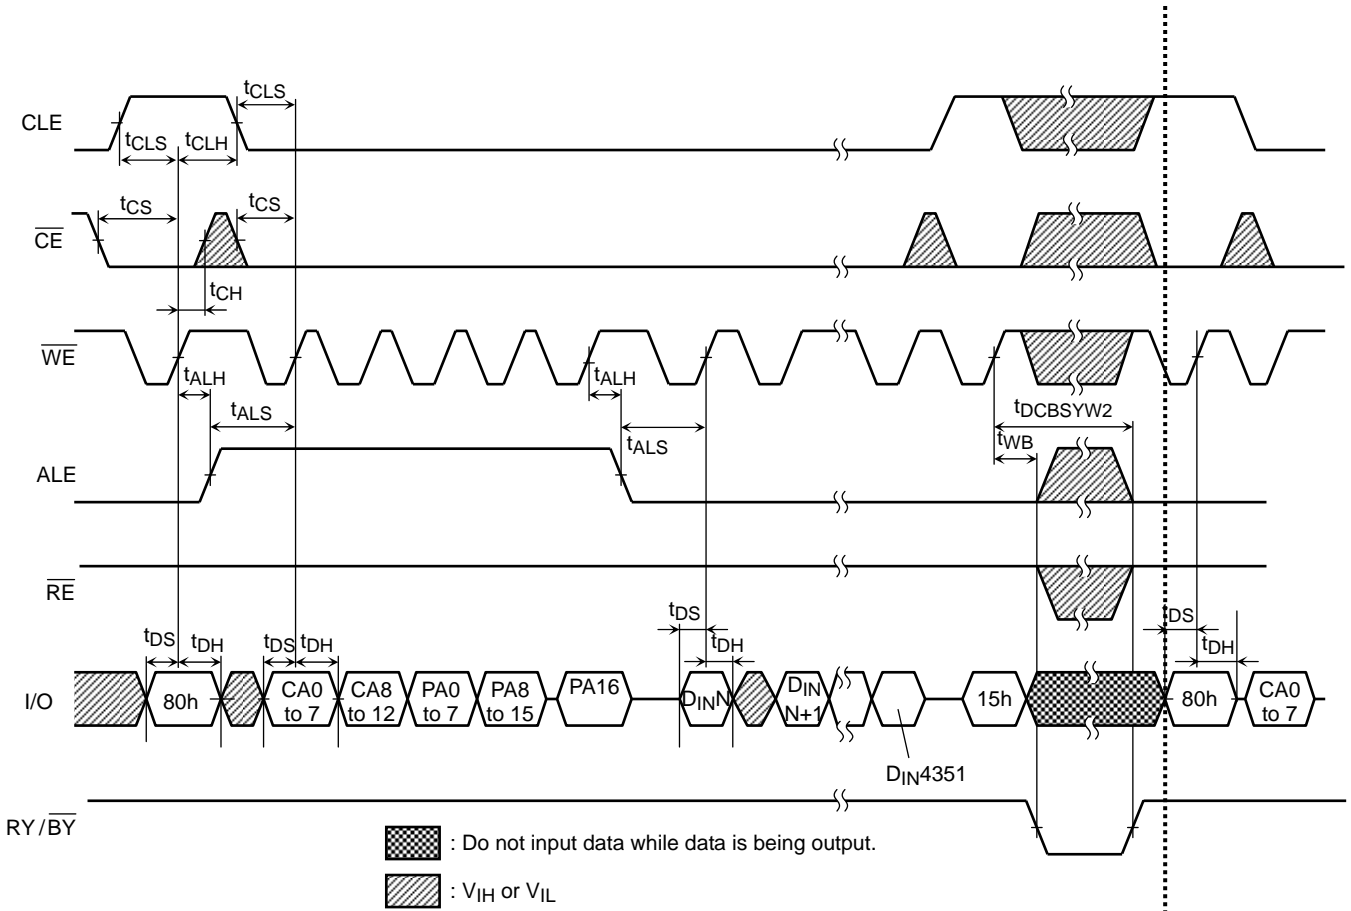 tCLS
CLE
tCLS tCLH
tCS tCS
CE
tCH
WE
tALH tALH
tALS tDCBSYW2
tALS tWB
ALE
RE
tDS tDH tDS tDH tDS tDH tDS tDH
I/O 80h CA0 to 7 CA8 to 12 PA0 to 7 PA8 to 15 PA16 DINN DIN N+1 15h 80h CA0 to 7
DIN4351
RY/BY
: Do not input data while data is being output.
: VIH or VIL